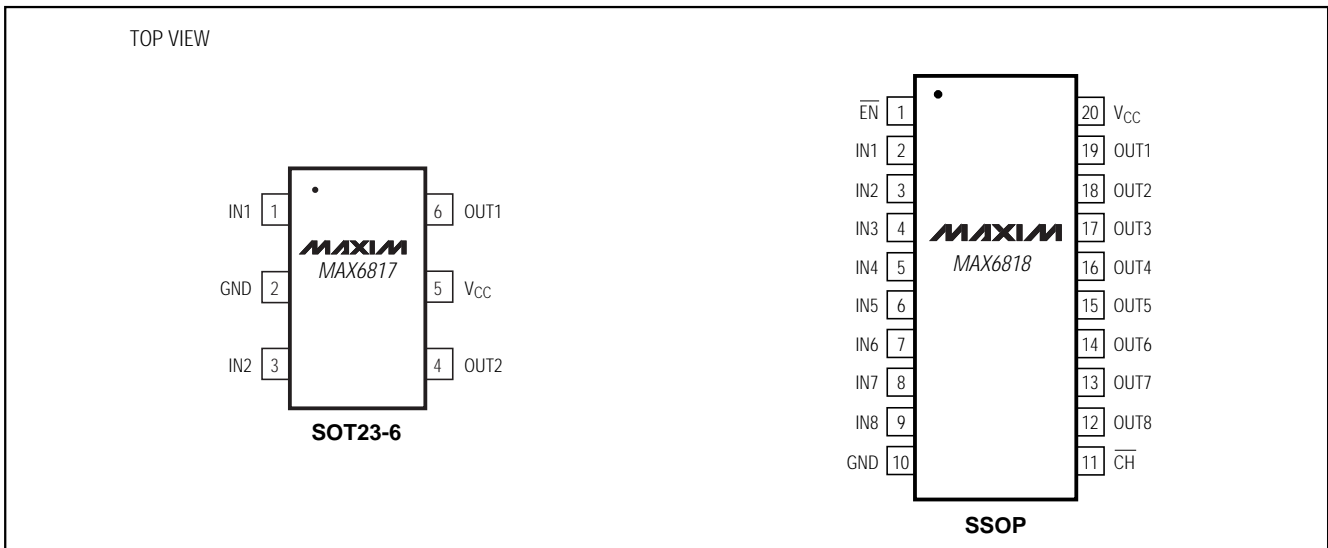 TOP VIEW
IN1 1
6 OUT1
GND 2
5 VCC
IN2 3
4 OUT2
MAXIM
MAX6817
SOT23-6
EN 1
20 VCC
IN1 2
19 OUT1
IN2 3
18 OUT2
IN3 4
17 OUT3
IN4 5
16 OUT4
IN5 6
15 OUT5
IN6 7
14 OUT6
IN7 8
13 OUT7
IN8 9
12 OUT8
GND 10
11 CH
MAXIM
MAX6818
SSOP